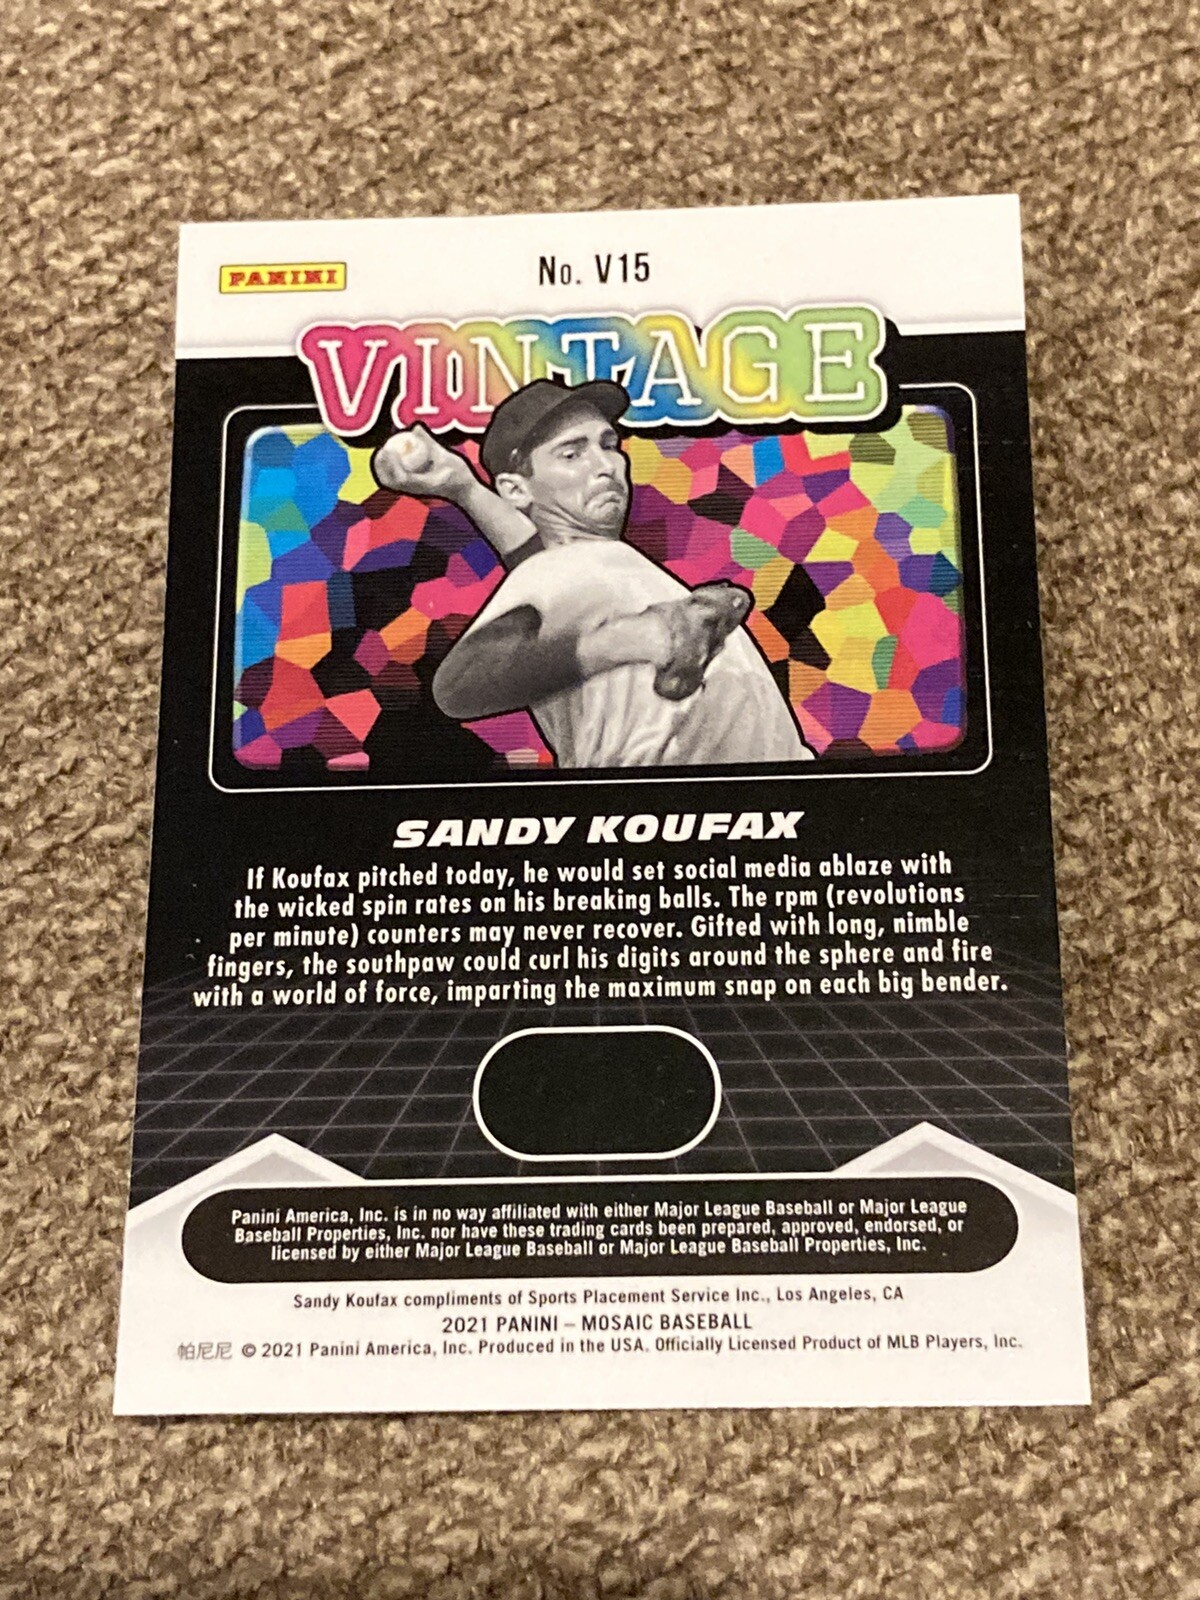 PANINI
No. V15
VINTAGE
SANDY KOUFAX
If Koufax pitched today, he would set social media ablaze with
the wicked spin rates on his breaking balls. The rpm (revolutions
per minute) counters may never recover. Gifted with long, nimble
fingers, the southpaw could curl his digits around the sphere and fire
with a world of force, imparting the maximum snap on each big bender.
Panini America, Inc. is in no way affiliated with either Major League Baseball or Major League
Baseball Properties, Inc. nor have these trading cards been prepared, approved, endorsed, or
licensed by either Major League Baseball or Major League Baseball Properties, Inc.
Sandy Koufax compliments of Sports Placement Service Inc., Los Angeles, CA
2021 PANINI – MOSAIC BASEBALL
帕尼尼 © 2021 Panini America, Inc. Produced in the USA. Officially Licensed Product of MLB Players, Inc.